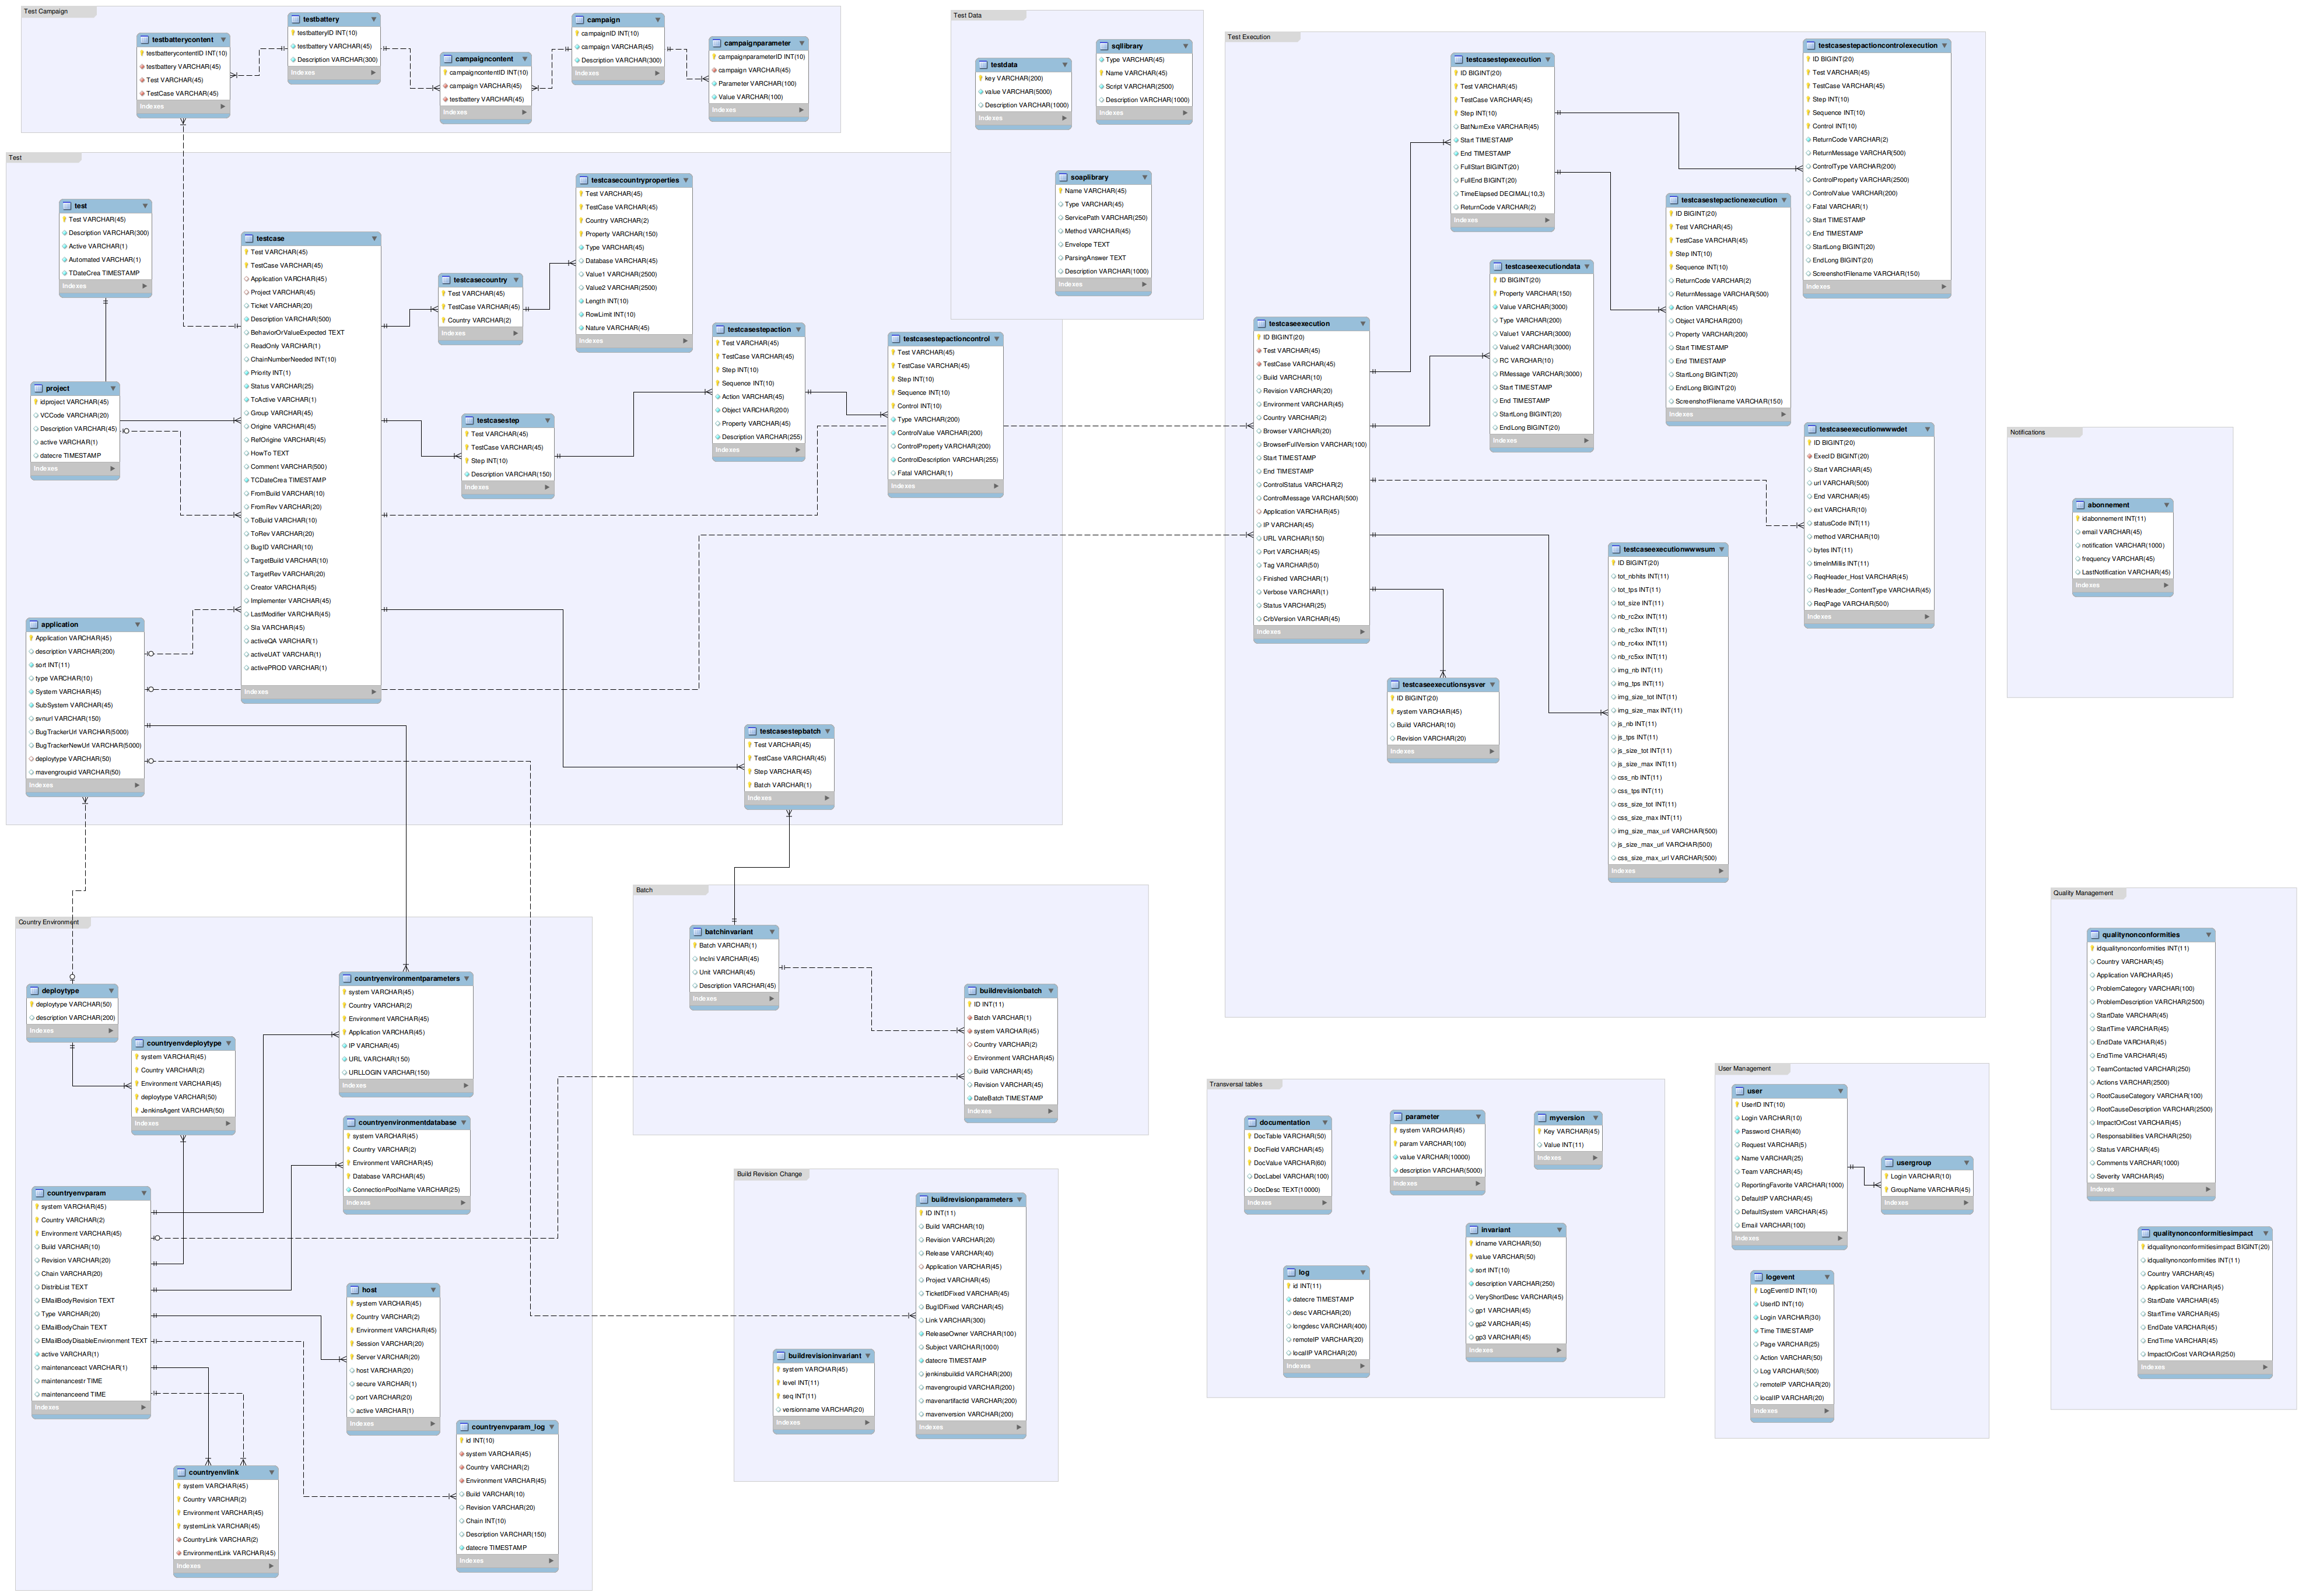 Test Campaign
testbatterycontent
testbatterycontentID INT(10)
testbattery VARCHAR(45)
Test VARCHAR(45)
TestCase VARCHAR(45)
Indexes
testbattery
testbatteryID INT(10)
testbattery VARCHAR(45)
Description VARCHAR(300)
Indexes
campaigncontent
campaigncontentID INT(10)
campaign VARCHAR(45)
testbattery VARCHAR(45)
Indexes
campaign
campaignID INT(10)
campaign VARCHAR(45)
Description VARCHAR(300)
Indexes
campaignparameter
campaignparameterID INT(10)
campaign VARCHAR(45)
Parameter VARCHAR(100)
Value VARCHAR(100)
Indexes
Test
test
Test VARCHAR(45)
Description VARCHAR(300)
Active VARCHAR(1)
Automated VARCHAR(1)
TDateCrea TIMESTAMP
Indexes
project
idproject VARCHAR(45)
VCCode VARCHAR(20)
Description VARCHAR(45)
active VARCHAR(1)
datecre TIMESTAMP
Indexes
application
Application VARCHAR(45)
description VARCHAR(200)
sort INT(11)
type VARCHAR(10)
System VARCHAR(45)
SubSystem VARCHAR(45)
svnurl VARCHAR(150)
BugTrackerUrl VARCHAR(5000)
BugTrackerNewUrl VARCHAR(5000)
deploytype VARCHAR(50)
mavengroupid VARCHAR(50)
Indexes
testcase
Test VARCHAR(45)
TestCase VARCHAR(45)
Application VARCHAR(45)
Project VARCHAR(45)
Ticket VARCHAR(20)
Description VARCHAR(500)
BehaviorOrValueExpected TEXT
ReadOnly VARCHAR(1)
ChainNumberNeeded INT(10)
Priority INT(1)
Status VARCHAR(25)
TcActive VARCHAR(1)
Group VARCHAR(45)
Origine VARCHAR(45)
RefOrigine VARCHAR(45)
HowTo TEXT
Comment VARCHAR(500)
TCDateCrea TIMESTAMP
FromBuild VARCHAR(10)
FromRev VARCHAR(20)
ToBuild VARCHAR(10)
ToRev VARCHAR(20)
BugID VARCHAR(10)
TargetBuild VARCHAR(10)
TargetRev VARCHAR(20)
Creator VARCHAR(45)
Implementer VARCHAR(45)
LastModifier VARCHAR(45)
Sla VARCHAR(45)
activeQA VARCHAR(1)
activeUAT VARCHAR(1)
activePROD VARCHAR(1)
Indexes
testcasecountry
Test VARCHAR(45)
TestCase VARCHAR(45)
Country VARCHAR(2)
Indexes
testcasecountryproperties
Test VARCHAR(45)
TestCase VARCHAR(45)
Country VARCHAR(2)
Property VARCHAR(150)
Type VARCHAR(45)
Database VARCHAR(45)
Value1 VARCHAR(2500)
Value2 VARCHAR(2500)
Length INT(10)
RowLimit INT(10)
Nature VARCHAR(45)
Indexes
testcasestep
Test VARCHAR(45)
TestCase VARCHAR(45)
Step INT(10)
Description VARCHAR(150)
Indexes
testcasestepaction
Test VARCHAR(45)
TestCase VARCHAR(45)
Step INT(10)
Sequence INT(10)
Action VARCHAR(45)
Object VARCHAR(200)
Property VARCHAR(45)
Description VARCHAR(255)
Indexes
testcasestepactioncontrol
Test VARCHAR(45)
TestCase VARCHAR(45)
Step INT(10)
Sequence INT(10)
Control INT(10)
Type VARCHAR(200)
ControlValue VARCHAR(200)
ControlProperty VARCHAR(200)
ControlDescription VARCHAR(255)
Fatal VARCHAR(1)
Indexes
testcasestepbatch
Test VARCHAR(45)
TestCase VARCHAR(45)
Step VARCHAR(45)
Batch VARCHAR(1)
Indexes
Test Data
testdata
key VARCHAR(200)
value VARCHAR(5000)
Description VARCHAR(1000)
Indexes
sqllibrary
Type VARCHAR(45)
Name VARCHAR(45)
Script VARCHAR(2500)
Description VARCHAR(1000)
Indexes
soaplibrary
Name VARCHAR(45)
Type VARCHAR(45)
ServicePath VARCHAR(250)
Method VARCHAR(45)
Envelope TEXT
ParsingAnswer TEXT
Description VARCHAR(1000)
Indexes
Test Execution
testcaseexecution
ID BIGINT(20)
Test VARCHAR(45)
TestCase VARCHAR(45)
Build VARCHAR(10)
Revision VARCHAR(20)
Environment VARCHAR(45)
Country VARCHAR(2)
Browser VARCHAR(20)
BrowserFullVersion VARCHAR(100)
Start TIMESTAMP
End TIMESTAMP
ControlStatus VARCHAR(2)
ControlMessage VARCHAR(500)
Application VARCHAR(45)
IP VARCHAR(45)
URL VARCHAR(150)
Port VARCHAR(45)
Tag VARCHAR(50)
Finished VARCHAR(1)
Verbose VARCHAR(1)
Status VARCHAR(25)
CrbVersion VARCHAR(45)
Indexes
testcasestepexecution
ID BIGINT(20)
Test VARCHAR(45)
TestCase VARCHAR(45)
Step INT(10)
BatNumExe VARCHAR(45)
Start TIMESTAMP
End TIMESTAMP
FullStart BIGINT(20)
FullEnd BIGINT(20)
TimeElapsed DECIMAL(10,3)
ReturnCode VARCHAR(2)
Indexes
testcaseexecutiondata
ID BIGINT(20)
Property VARCHAR(150)
Value VARCHAR(3000)
Type VARCHAR(200)
Value1 VARCHAR(3000)
Value2 VARCHAR(3000)
RC VARCHAR(10)
RMessage VARCHAR(3000)
Start TIMESTAMP
End TIMESTAMP
StartLong BIGINT(20)
EndLong BIGINT(20)
Indexes
testcasestepactionexecution
ID BIGINT(20)
Test VARCHAR(45)
TestCase VARCHAR(45)
Step INT(10)
Sequence INT(10)
ReturnCode VARCHAR(2)
ReturnMessage VARCHAR(500)
Action VARCHAR(45)
Object VARCHAR(200)
Property VARCHAR(200)
Start TIMESTAMP
End TIMESTAMP
StartLong BIGINT(20)
EndLong BIGINT(20)
ScreenshotFilename VARCHAR(150)
Indexes
testcasestepactioncontrolexecution
ID BIGINT(20)
Test VARCHAR(45)
TestCase VARCHAR(45)
Step INT(10)
Sequence INT(10)
Control INT(10)
ReturnCode VARCHAR(2)
ReturnMessage VARCHAR(500)
ControlType VARCHAR(200)
ControlProperty VARCHAR(2500)
ControlValue VARCHAR(200)
Fatal VARCHAR(1)
Start TIMESTAMP
End TIMESTAMP
StartLong BIGINT(20)
EndLong BIGINT(20)
ScreenshotFilename VARCHAR(150)
Indexes
testcaseexecutionwwwdet
ID BIGINT(20)
ExecID BIGINT(20)
Start VARCHAR(45)
url VARCHAR(500)
End VARCHAR(45)
ext VARCHAR(10)
statusCode INT(11)
method VARCHAR(10)
bytes INT(11)
timeInMillis INT(11)
ReqHeader_Host VARCHAR(45)
ResHeader_ContentType VARCHAR(45)
ReqPage VARCHAR(500)
Indexes
testcaseexecutionwwwsum
ID BIGINT(20)
tot_nbhits INT(11)
tot_tps INT(11)
tot_size INT(11)
nb_rc2xx INT(11)
nb_rc3xx INT(11)
nb_rc4xx INT(11)
nb_rc5xx INT(11)
img_nb INT(11)
img_tps INT(11)
img_size_tot INT(11)
img_size_max INT(11)
js_nb INT(11)
js_tps INT(11)
js_size_tot INT(11)
js_size_max INT(11)
css_nb INT(11)
css_tps INT(11)
css_size_tot INT(11)
css_size_max INT(11)
img_size_max_url VARCHAR(500)
js_size_max_url VARCHAR(500)
css_size_max_url VARCHAR(500)
Indexes
testcaseexecutionsysver
ID BIGINT(20)
system VARCHAR(45)
Build VARCHAR(10)
Revision VARCHAR(20)
Indexes
Notifications
abonnement
idabonnement INT(11)
email VARCHAR(45)
notification VARCHAR(1000)
frequency VARCHAR(45)
LastNotification VARCHAR(45)
Indexes
Country Environment
deploytype
deploytype VARCHAR(50)
description VARCHAR(200)
Indexes
countryenvdeploytype
system VARCHAR(45)
Country VARCHAR(2)
Environment VARCHAR(45)
deploytype VARCHAR(50)
JenkinsAgent VARCHAR(50)
Indexes
countryenvironmentparameters
system VARCHAR(45)
Country VARCHAR(2)
Environment VARCHAR(45)
Application VARCHAR(45)
IP VARCHAR(45)
URL VARCHAR(150)
URLLOGIN VARCHAR(150)
Indexes
countryenvironmentdatabase
system VARCHAR(45)
Country VARCHAR(2)
Environment VARCHAR(45)
Database VARCHAR(45)
ConnectionPoolName VARCHAR(25)
Indexes
countryenvparam
system VARCHAR(45)
Country VARCHAR(2)
Environment VARCHAR(45)
Build VARCHAR(10)
Revision VARCHAR(20)
Chain VARCHAR(20)
DistribList TEXT
EMailBodyRevision TEXT
Type VARCHAR(20)
EMailBodyChain TEXT
EMailBodyDisableEnvironment TEXT
active VARCHAR(1)
maintenanceact VARCHAR(1)
maintenancestr TIME
maintenanceend TIME
Indexes
host
system VARCHAR(45)
Country VARCHAR(2)
Environment VARCHAR(45)
Session VARCHAR(20)
Server VARCHAR(20)
host VARCHAR(20)
secure VARCHAR(1)
port VARCHAR(20)
active VARCHAR(1)
Indexes
countryenvlink
system VARCHAR(45)
Country VARCHAR(2)
Environment VARCHAR(45)
systemLink VARCHAR(45)
CountryLink VARCHAR(2)
EnvironmentLink VARCHAR(45)
Indexes
countryenvparam_log
id INT(10)
system VARCHAR(45)
Country VARCHAR(2)
Environment VARCHAR(45)
Build VARCHAR(10)
Revision VARCHAR(20)
Chain INT(10)
Description VARCHAR(150)
datecre TIMESTAMP
Indexes
Batch
batchinvariant
Batch VARCHAR(1)
IncIni VARCHAR(45)
Unit VARCHAR(45)
Description VARCHAR(45)
Indexes
buildrevisionbatch
ID INT(11)
Batch VARCHAR(1)
system VARCHAR(45)
Country VARCHAR(2)
Environment VARCHAR(45)
Build VARCHAR(45)
Revision VARCHAR(45)
DateBatch TIMESTAMP
Indexes
Build Revision Change
buildrevisioninvariant
system VARCHAR(45)
level INT(11)
seq INT(11)
versionname VARCHAR(20)
Indexes
buildrevisionparameters
ID INT(11)
Build VARCHAR(10)
Revision VARCHAR(20)
Release VARCHAR(40)
Application VARCHAR(45)
Project VARCHAR(45)
TicketIDFixed VARCHAR(45)
BugIDFixed VARCHAR(45)
Link VARCHAR(300)
ReleaseOwner VARCHAR(100)
Subject VARCHAR(1000)
datecre TIMESTAMP
jenkinsbuildid VARCHAR(200)
mavengroupid VARCHAR(200)
mavenartifactid VARCHAR(200)
mavenversion VARCHAR(200)
Indexes
Transversal tables
documentation
DocTable VARCHAR(50)
DocField VARCHAR(45)
DocValue VARCHAR(60)
DocLabel VARCHAR(100)
DocDesc TEXT(10000)
Indexes
parameter
system VARCHAR(45)
param VARCHAR(100)
value VARCHAR(10000)
description VARCHAR(5000)
Indexes
myversion
Key VARCHAR(45)
Value INT(11)
Indexes
log
id INT(11)
datecre TIMESTAMP
desc VARCHAR(20)
longdesc VARCHAR(400)
remoteIP VARCHAR(20)
localIP VARCHAR(20)
Indexes
invariant
idname VARCHAR(50)
value VARCHAR(50)
sort INT(10)
description VARCHAR(250)
VeryShortDesc VARCHAR(45)
gp1 VARCHAR(45)
gp2 VARCHAR(45)
gp3 VARCHAR(45)
Indexes
User Management
user
UserID INT(10)
Login VARCHAR(10)
Password CHAR(40)
Request VARCHAR(5)
Name VARCHAR(25)
Team VARCHAR(45)
ReportingFavorite VARCHAR(1000)
DefaultIP VARCHAR(45)
DefaultSystem VARCHAR(45)
Email VARCHAR(100)
Indexes
usergroup
Login VARCHAR(10)
GroupName VARCHAR(45)
Indexes
logevent
LogEventID INT(10)
UserID INT(10)
Login VARCHAR(30)
Time TIMESTAMP
Page VARCHAR(25)
Action VARCHAR(50)
Log VARCHAR(500)
remoteIP VARCHAR(20)
localIP VARCHAR(20)
Indexes
Quality Management
qualitynonconformities
idqualitynonconformities INT(11)
Country VARCHAR(45)
Application VARCHAR(45)
ProblemCategory VARCHAR(100)
ProblemDescription VARCHAR(2500)
StartDate VARCHAR(45)
StartTime VARCHAR(45)
EndDate VARCHAR(45)
EndTime VARCHAR(45)
TeamContacted VARCHAR(250)
Actions VARCHAR(2500)
RootCauseCategory VARCHAR(100)
RootCauseDescription VARCHAR(2500)
ImpactOrCost VARCHAR(45)
Responsabilities VARCHAR(250)
Status VARCHAR(45)
Comments VARCHAR(1000)
Severity VARCHAR(45)
Indexes
qualitynonconformitiesimpact
idqualitynonconformitiesimpact BIGINT(20)
idqualitynonconformities INT(11)
Country VARCHAR(45)
Application VARCHAR(45)
StartDate VARCHAR(45)
StartTime VARCHAR(45)
EndDate VARCHAR(45)
EndTime VARCHAR(45)
ImpactOrCost VARCHAR(250)
Indexes